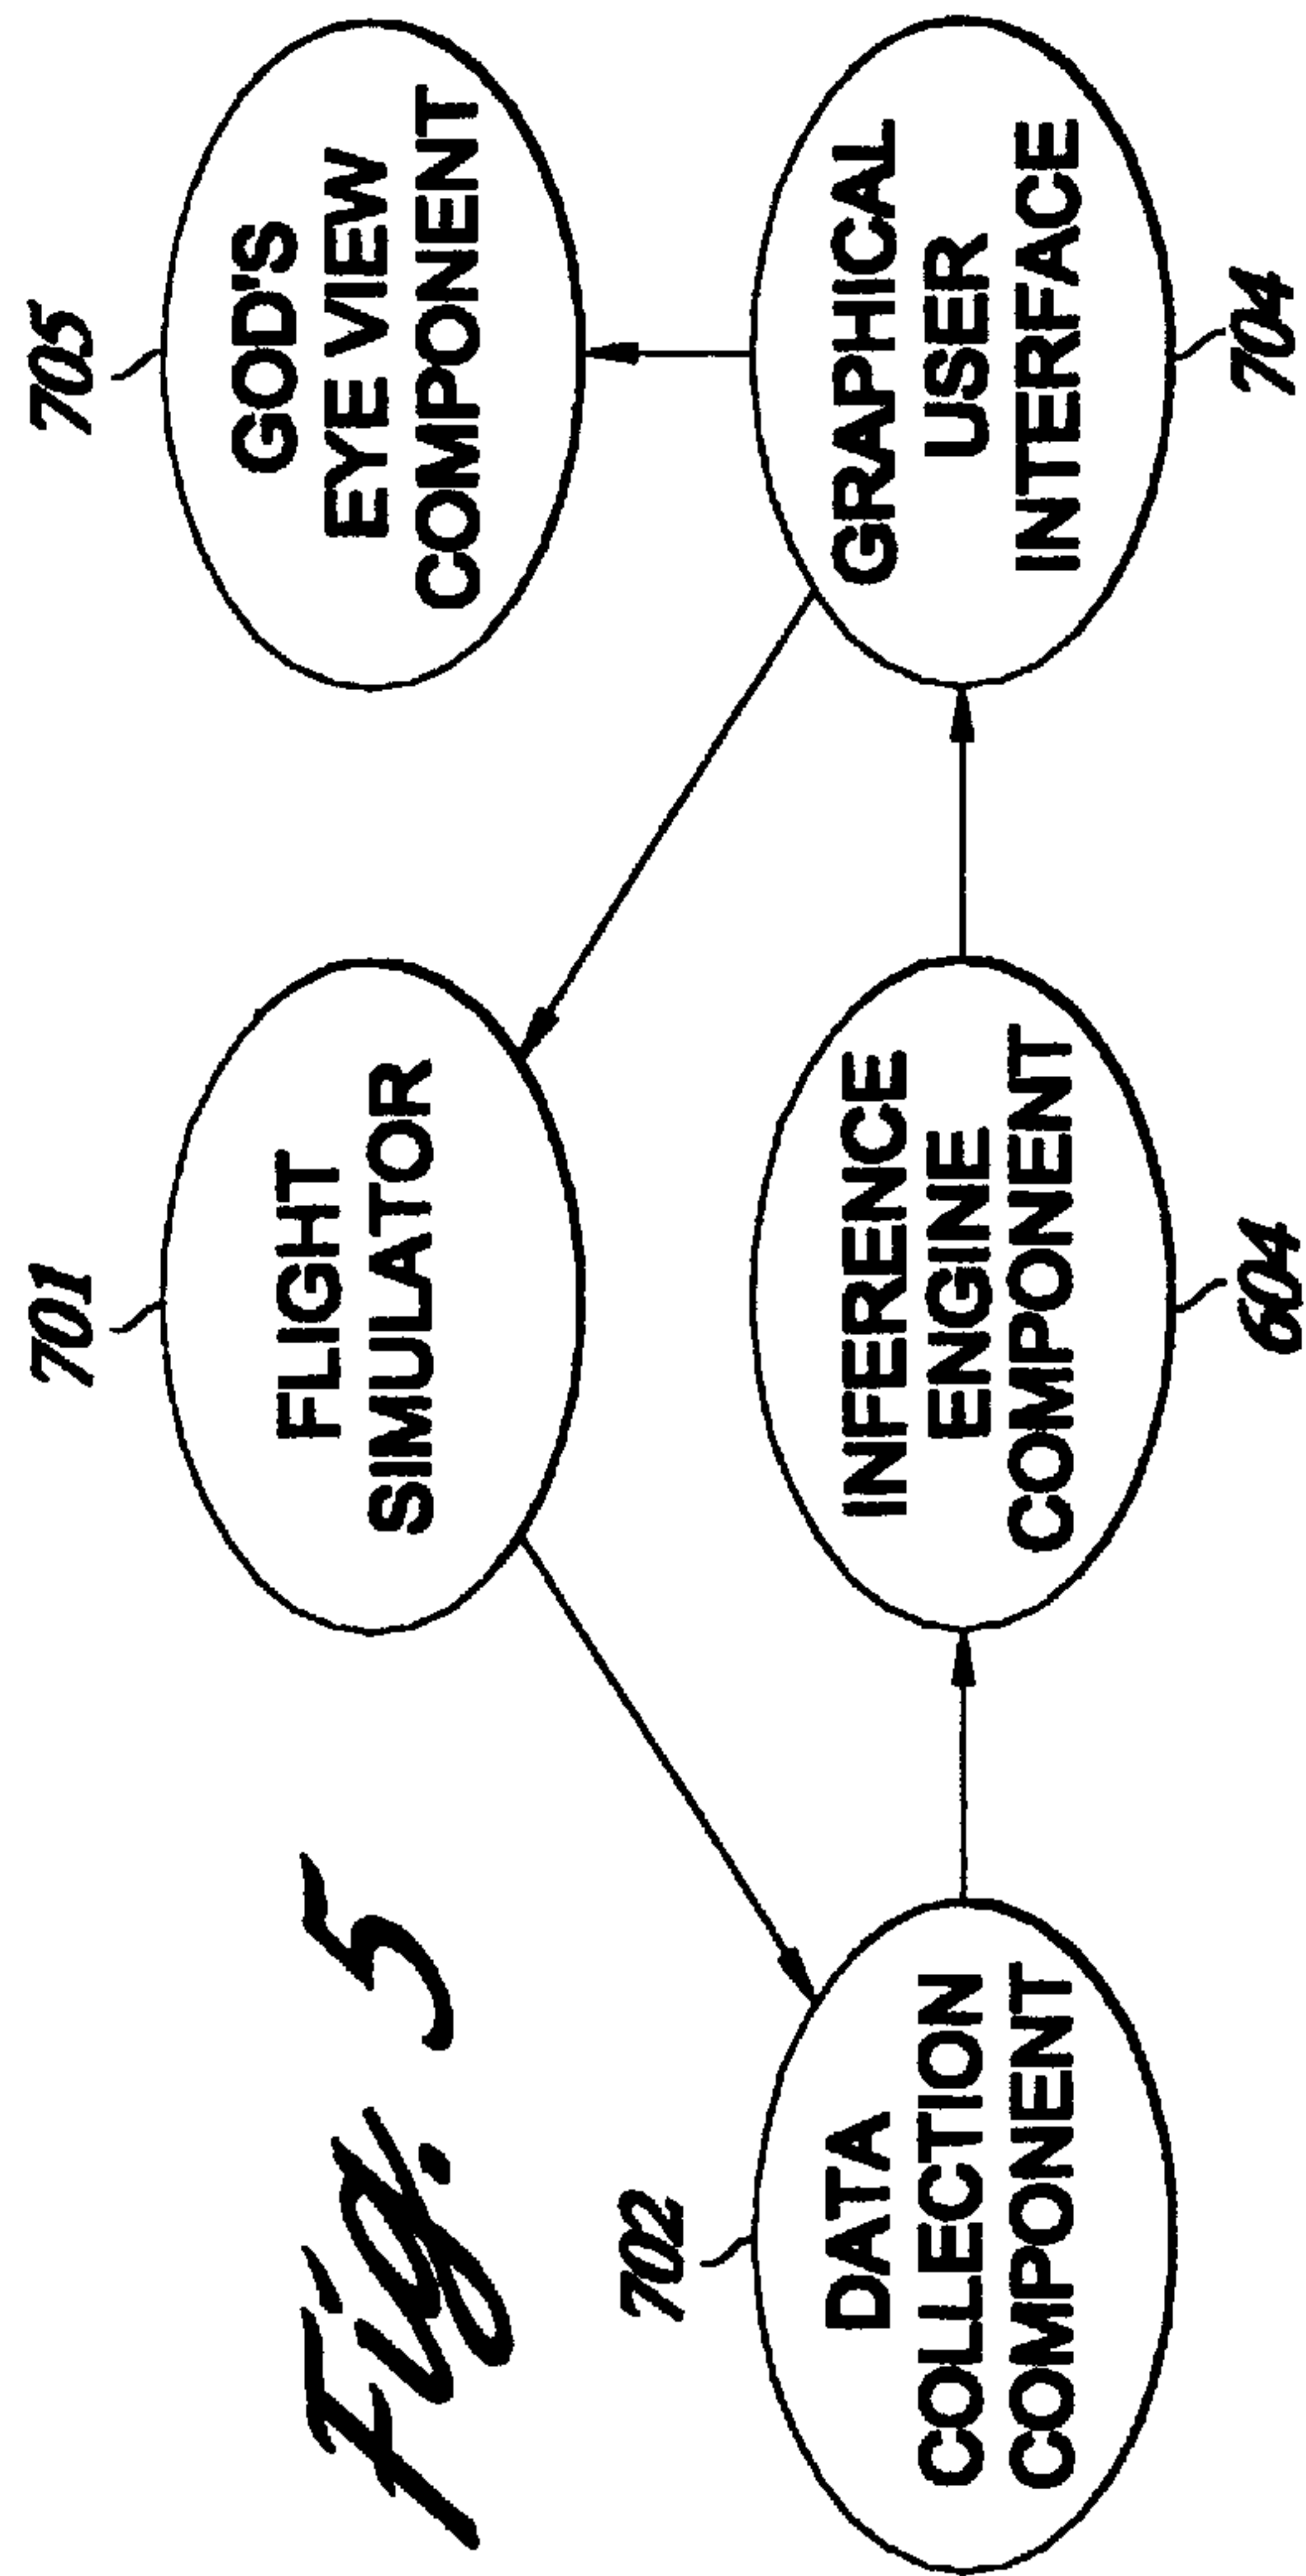 Fig. 5
701
FLIGHT
SIMULATOR
705
GOD'S
EYE VIEW
COMPONENT
702
DATA
COLLECTION
COMPONENT
INFERENCE
ENGINE
COMPONENT
604
GRAPHICAL
USER
INTERFACE
704